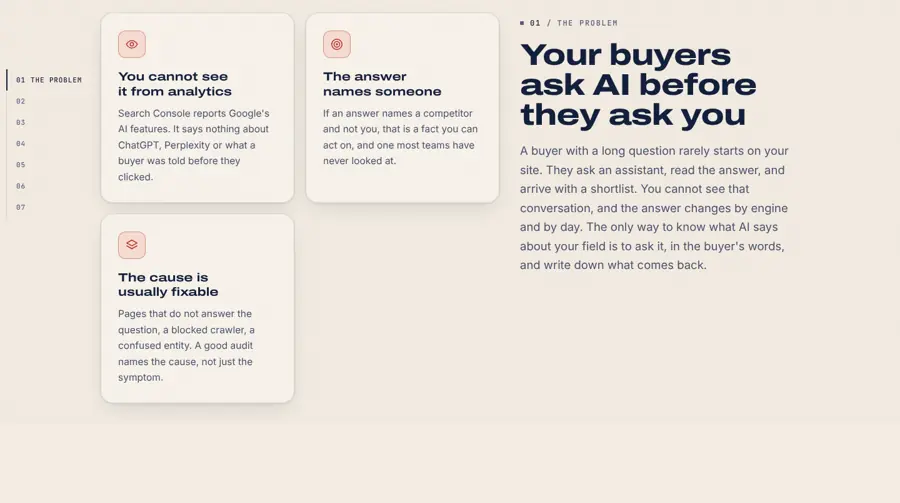 01 THE PROBLEM
02
03
04
05
06
07
You cannot see
it from analytics
Search Console reports Google's
AI features. It says nothing about
ChatGPT, Perplexity or what a
buyer was told before they
clicked.
The answer
names someone
If an answer names a competitor
and not you, that is a fact you can
act on, and one most teams have
never looked at.
The cause is
usually fixable
Pages that do not answer the
question, a blocked crawler, a
confused entity. A good audit
names the cause, not just the
symptom.
01 / THE PROBLEM
Your buyers
ask AI before
they ask you
A buyer with a long question rarely starts on your
site. They ask an assistant, read the answer, and
arrive with a shortlist. You cannot see that
conversation, and the answer changes by engine
and by day. The only way to know what AI says
about your field is to ask it, in the buyer's words,
and write down what comes back.